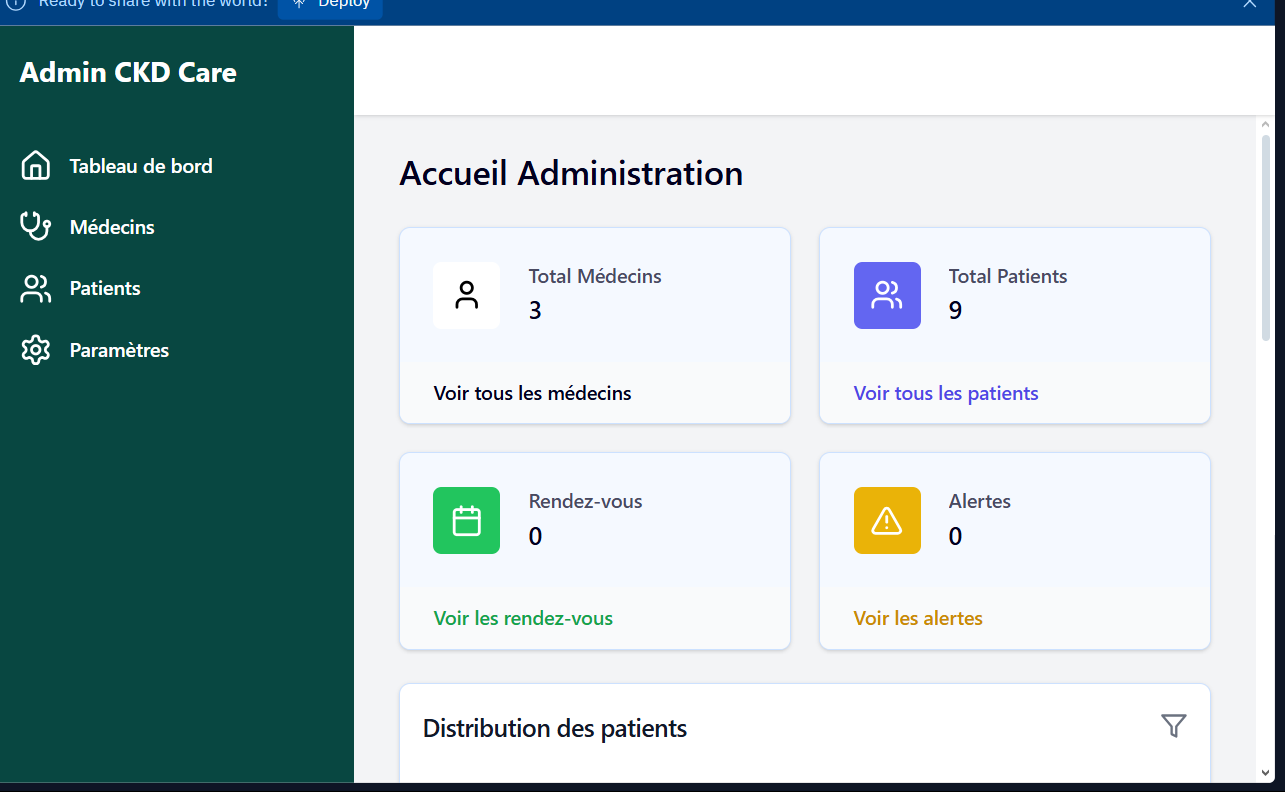 Ready to share with the world?
Deploy
Admin CKD Care
Tableau de bord
Médecins
Patients
Paramètres
Accueil Administration
Total Médecins
3
Voir tous les médecins
Total Patients
9
Voir tous les patients
Rendez-vous
0
Voir les rendez-vous
Alertes
0
Voir les alertes
Distribution des patients